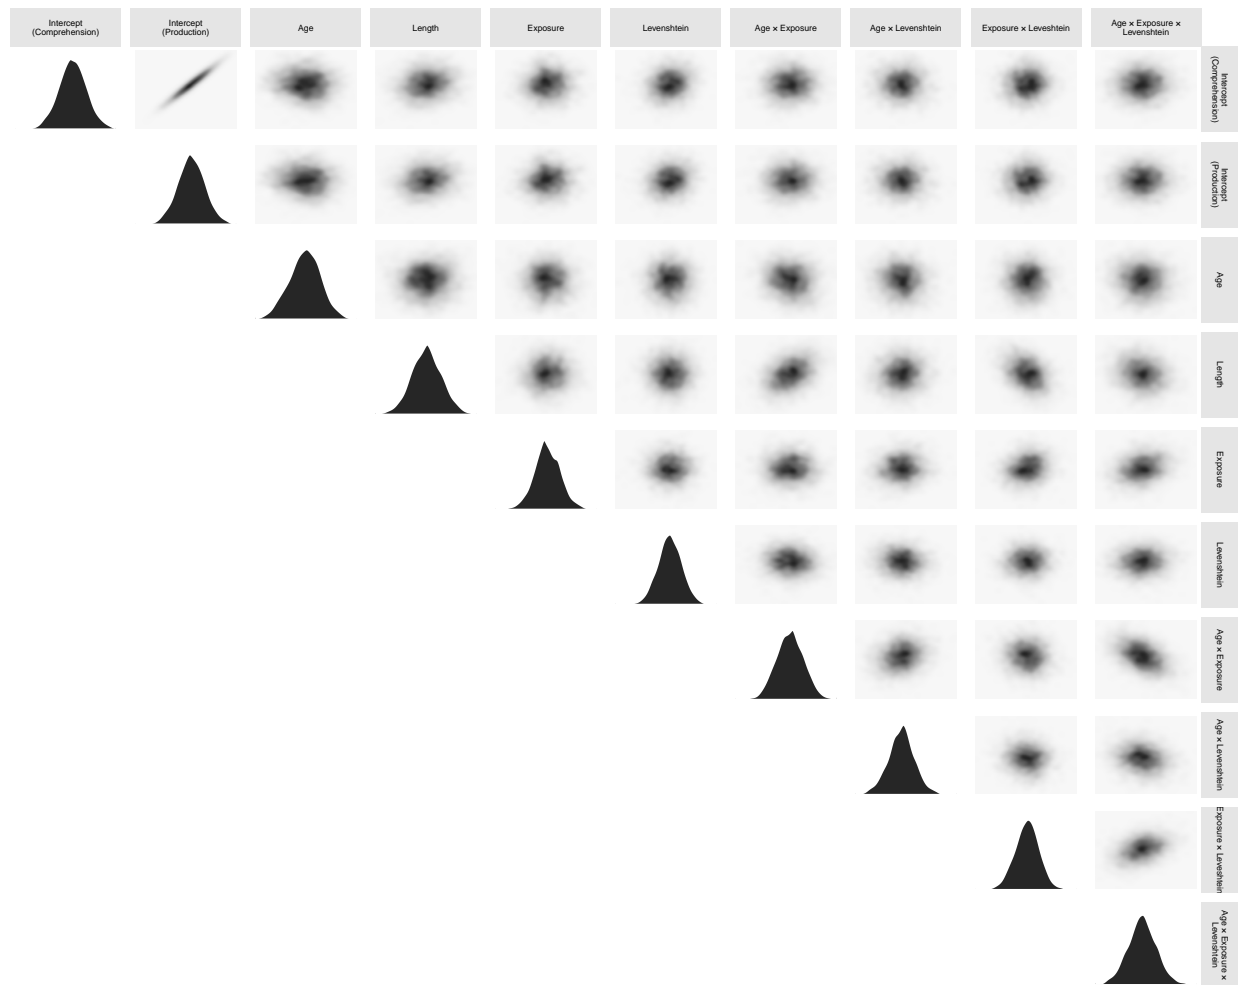 Intercept
(Comprehension)
Intercept
(Production)
Age
Length
Exposure
Levenshtein
Age × Exposure
Age × Levenshtein
Exposure × Leveshtein
Age × Exposure ×
Levenshtein
Intercept
(Comprehension)
Intercept
(Production)
Age
Length
Exposure
Levenshtein
Age × Exposure
Age × Levenshtein
Exposure × Leveshtein
Age × Exposure ×
Levenshtein